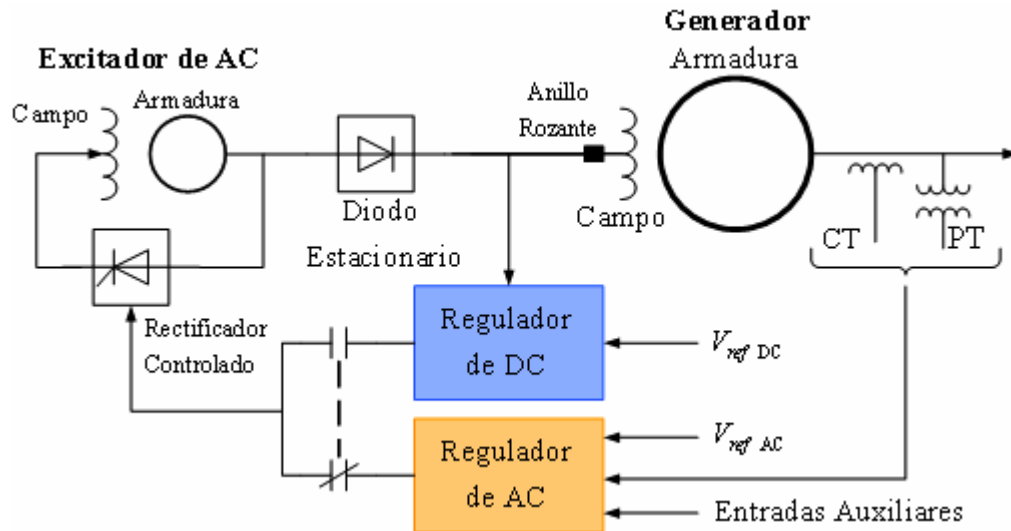 Generador
Armadura
Excitador de AC
Armadura
Campo
Anillo
Rozante
Diodo
Estacionario
Campo
CT
PT
Rectificador
Controlado
Regulador
de DC
V_ref DC
Regulador
de AC
V_ref AC
Entradas Auxiliares